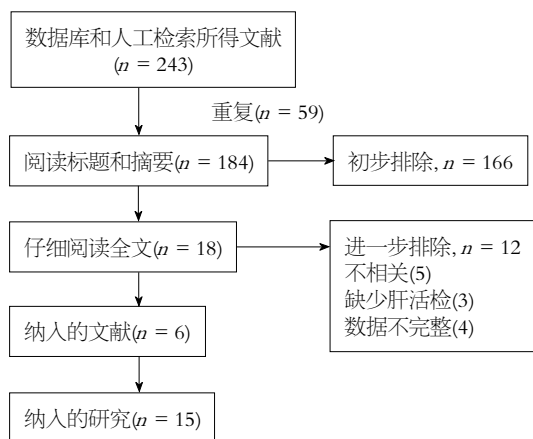 数据库和人工检索所得文献
(n = 243)
重复(n = 59)
阅读标题和摘要(n = 184)
初步排除, n = 166
仔细阅读全文(n = 18)
进一步排除, n = 12
不相关(5)
缺少肝活检(3)
数据不完整(4)
纳入的文献(n = 6)
纳入的研究(n = 15)